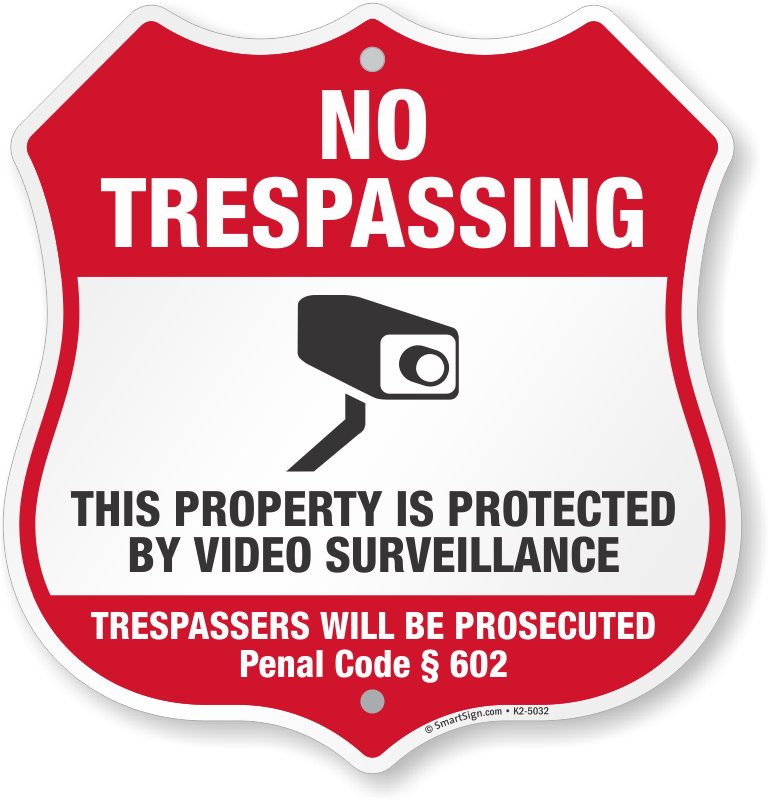 NO
TRESPASSING
THIS PROPERTY IS PROTECTED
BY VIDEO SURVEILLANCE
TRESPASSERS WILL BE PROSECUTED
Penal Code § 602
© SmartSign.com • K2-5032